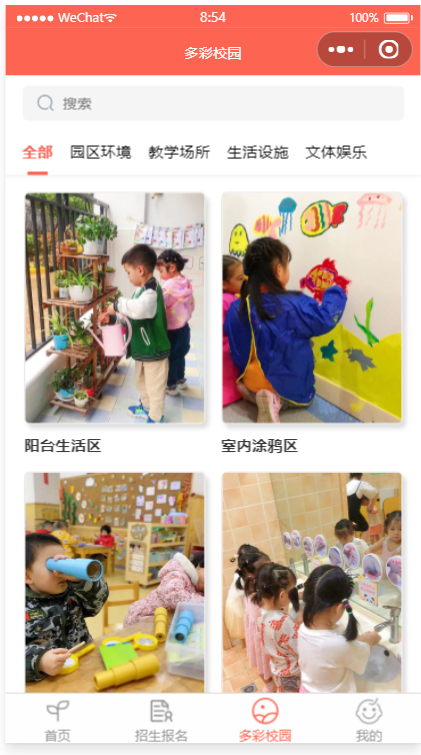 WeChat 8:54 100%
多彩校园
搜索
全部 园区环境 教学场所 生活设施 文体娱乐
阳台生活区 室内涂鸦区
首页 招生报名 多彩校园 我的